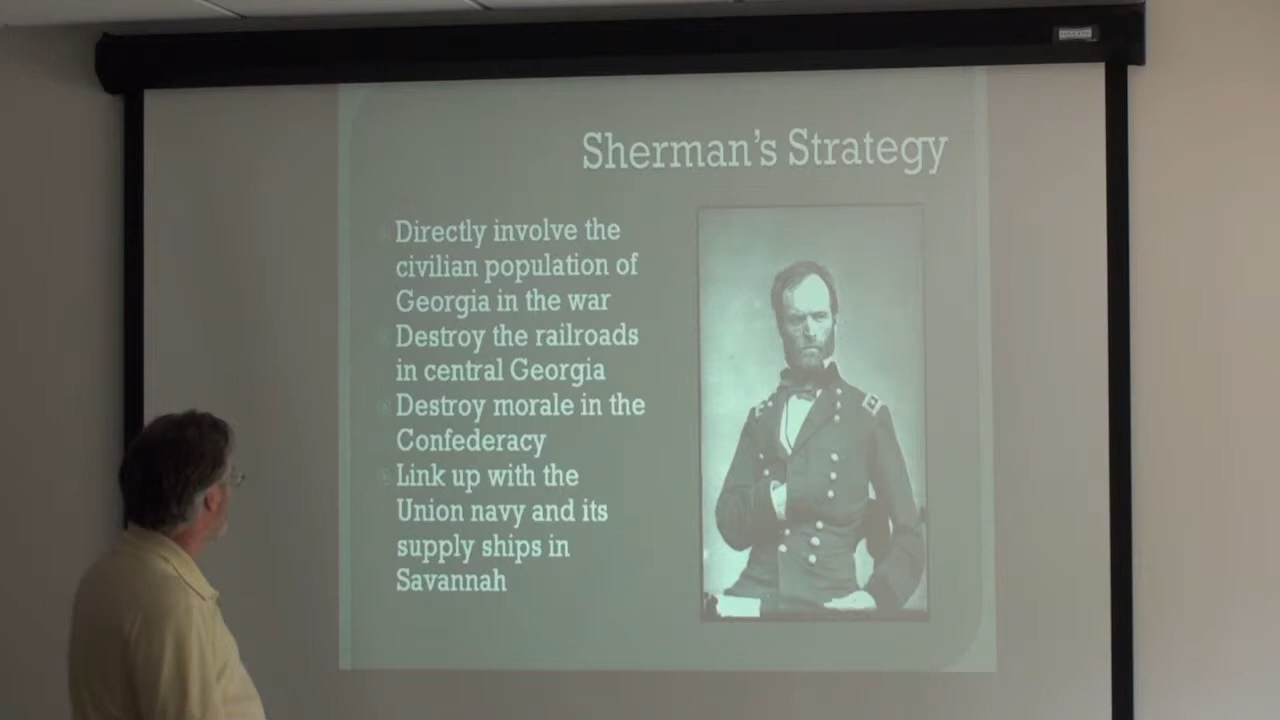 Sherman's Strategy
Directly involve the
civilian population of
Georgia in the war
Destroy the railroads
in central Georgia
Destroy morale in the
Confederacy
Link up with the
Union navy and its
supply ships in
Savannah